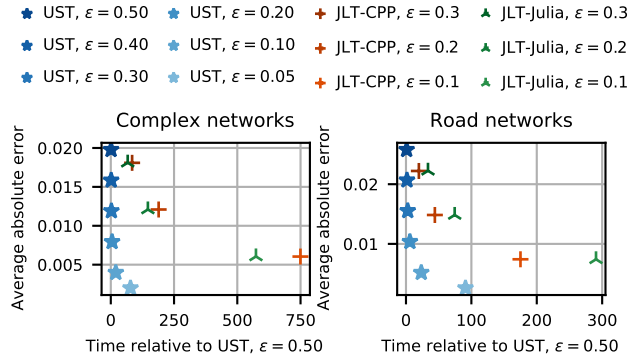 UST, ε = 0.50 UST, ε = 0.20 JLT-CPP, ε = 0.3 JLT-Julia, ε = 0.3
UST, ε = 0.40 UST, ε = 0.10 JLT-CPP, ε = 0.2 JLT-Julia, ε = 0.2
UST, ε = 0.30 UST, ε = 0.05 JLT-CPP, ε = 0.1 JLT-Julia, ε = 0.1
Complex networks
Average absolute error
0.020
0.015
0.010
0.005
0 250 500 750
Time relative to UST, ε = 0.50
Road networks
Average absolute error
0.02
0.01
0 100 200 300
Time relative to UST, ε = 0.50